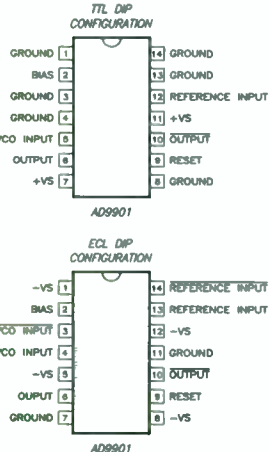 TTL DIP
CONFIGURATION
GROUND 1 14 GROUND
BIAS 2 13 GROUND
GROUND 3 12 REFERENCE INPUT
GROUND 4 11 +VS
VCO INPUT 5 10 OUTPUT
OUTPUT 6 9 RESET
+VS 7 8 GROUND
AD9901
ECL DIP
CONFIGURATION
-VS 1 14 REFERENCE INPUT
BIAS 2 13 REFERENCE INPUT
VCO INPUT 3 12 -VS
VCO INPUT 4 11 GROUND
-VS 5 10 OUTPUT
OUPUT 6 9 RESET
GROUND 7 8 -VS
AD9901